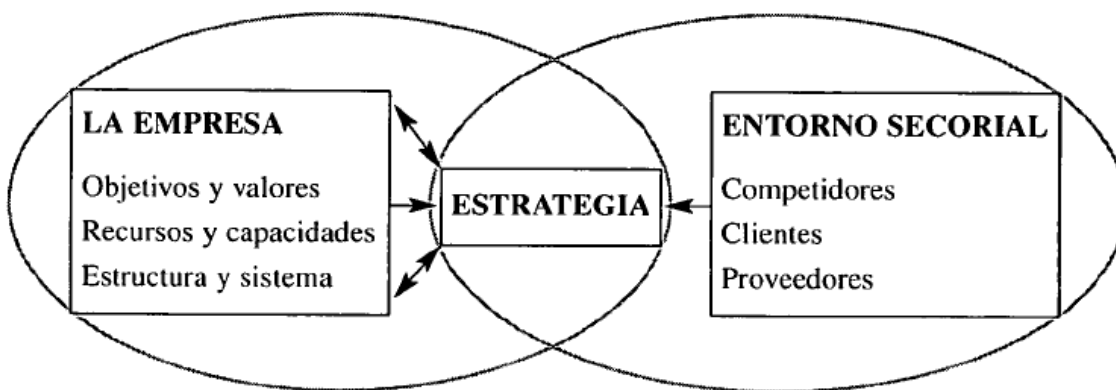 LA EMPRESA
Objetivos y valores
Recursos y capacidades
Estructura y sistema
ESTRATEGIA
ENTORNO SECORIAL
Competidores
Clientes
Proveedores